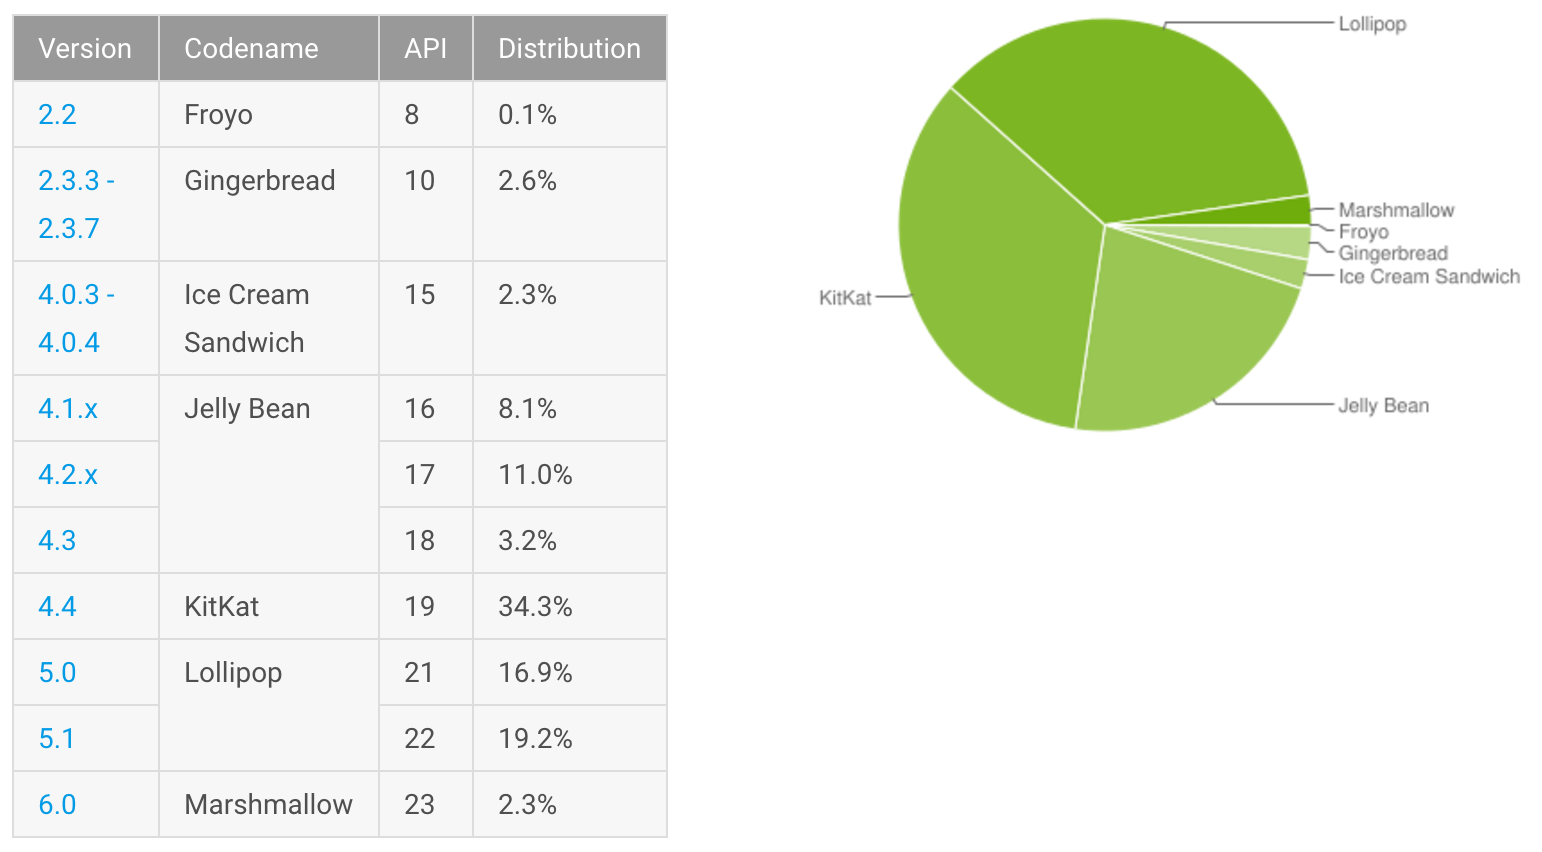 Version Codename API Distribution
2.2 Froyo 8 0.1%
2.3.3 - Gingerbread 10 2.6%
2.3.7
4.0.3 - Ice Cream 15 2.3%
4.0.4 Sandwich
4.1.x Jelly Bean 16 8.1%
4.2.x 17 11.0%
4.3 18 3.2%
4.4 KitKat 19 34.3%
5.0 Lollipop 21 16.9%
5.1 22 19.2%
6.0 Marshmallow 23 2.3%
Lollipop
Marshmallow
Froyo
Gingerbread
Ice Cream Sandwich
KitKat
Jelly Bean